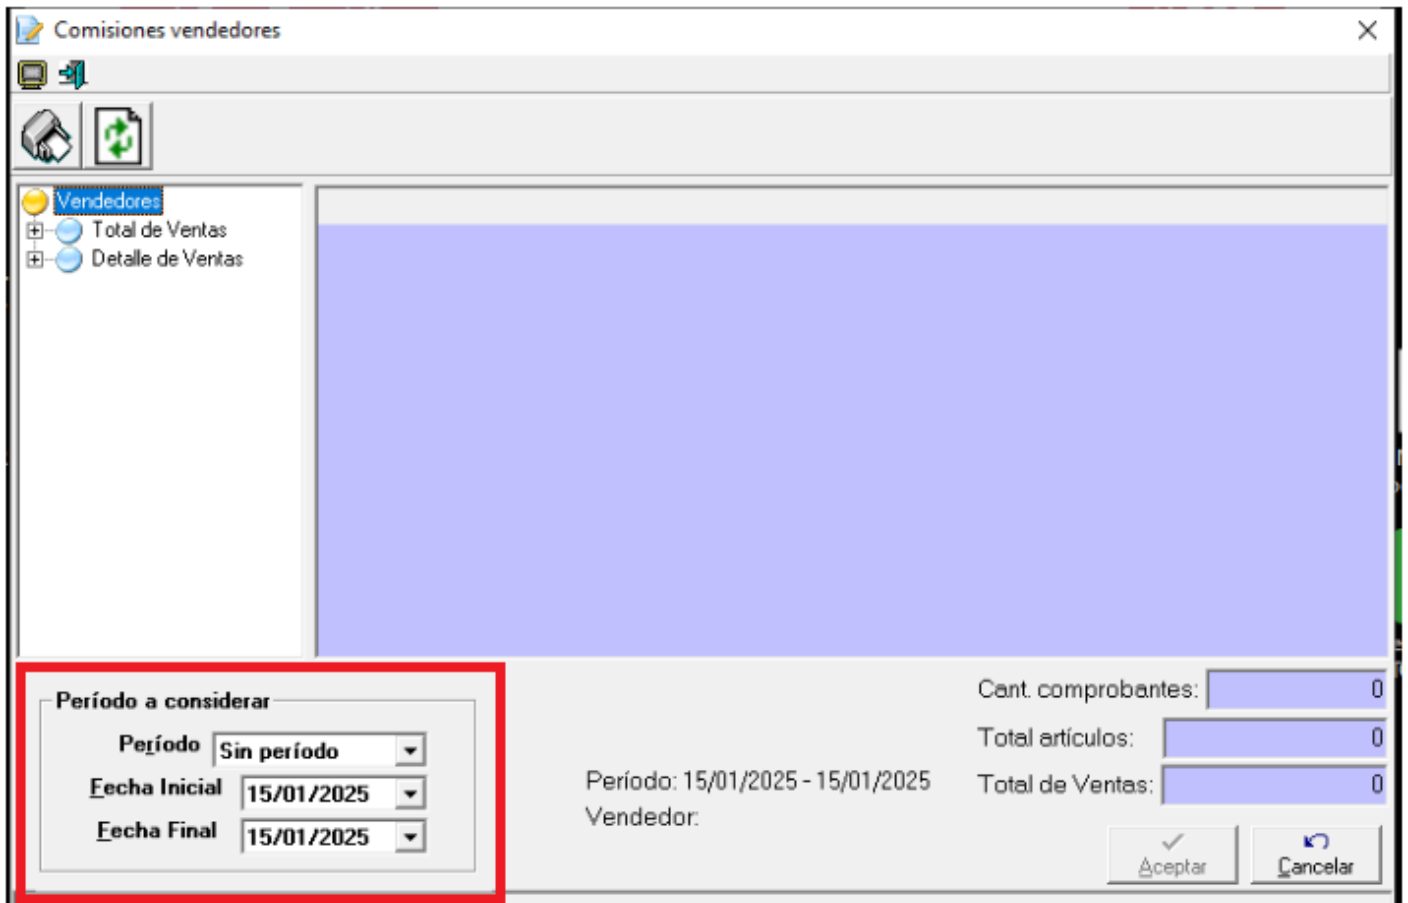 Comisiones vendedores
Vendedores
Total de Ventas
Detalle de Ventas
Período a considerar
Período Sin período
Fecha Inicial 15/01/2025
Fecha Final 15/01/2025
Período: 15/01/2025 - 15/01/2025
Vendedor:
Cant. comprobantes: 0
Total artículos: 0
Total de Ventas: 0
Aceptar
Cancelar